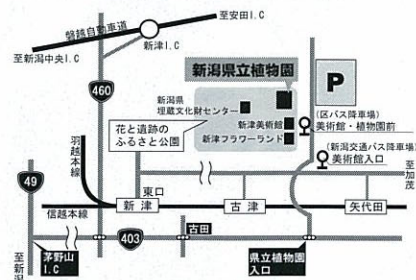 至安田I.C
磐越自動車道
新津I.C
至新潟中央I.C
460
新潟県立植物園
P
新潟県
埋蔵文化財センター
花と遺跡の
ふるさと公園
新津美術館
新津フラワーランド
(区バス降車場)
美術館・植物園前
(新潟交通バス降車場)
美術館入口
至加茂
羽越本線
49
東口
信越本線
新津
古津
矢代田
古田
403
至新潟
茅野山
I.C
県立植物園
入口